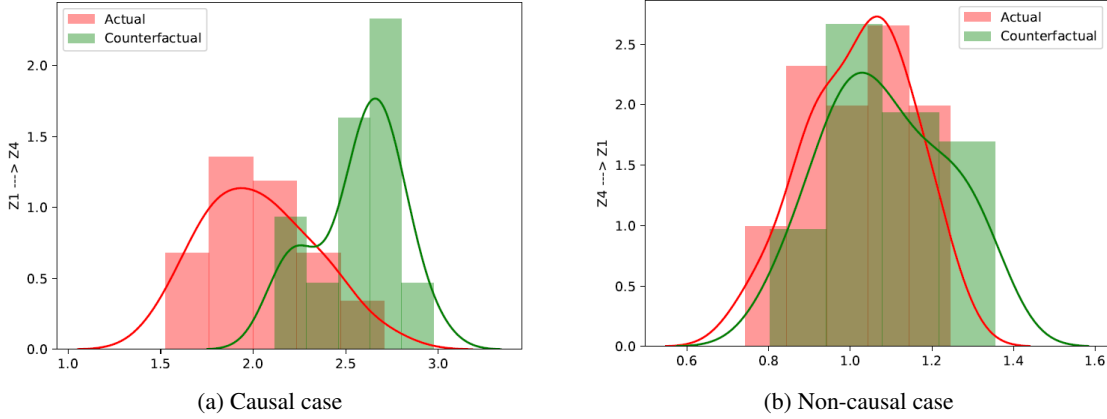 Actual
Counterfactual
Z1 ---> Z4
2.0
1.5
1.0
0.5
0.0
1.0 1.5 2.0 2.5 3.0
(a) Causal case
Actual
Counterfactual
Z4 ---> Z1
2.5
2.0
1.5
1.0
0.5
0.0
0.6 0.8 1.0 1.2 1.4 1.6
(b) Non-causal case